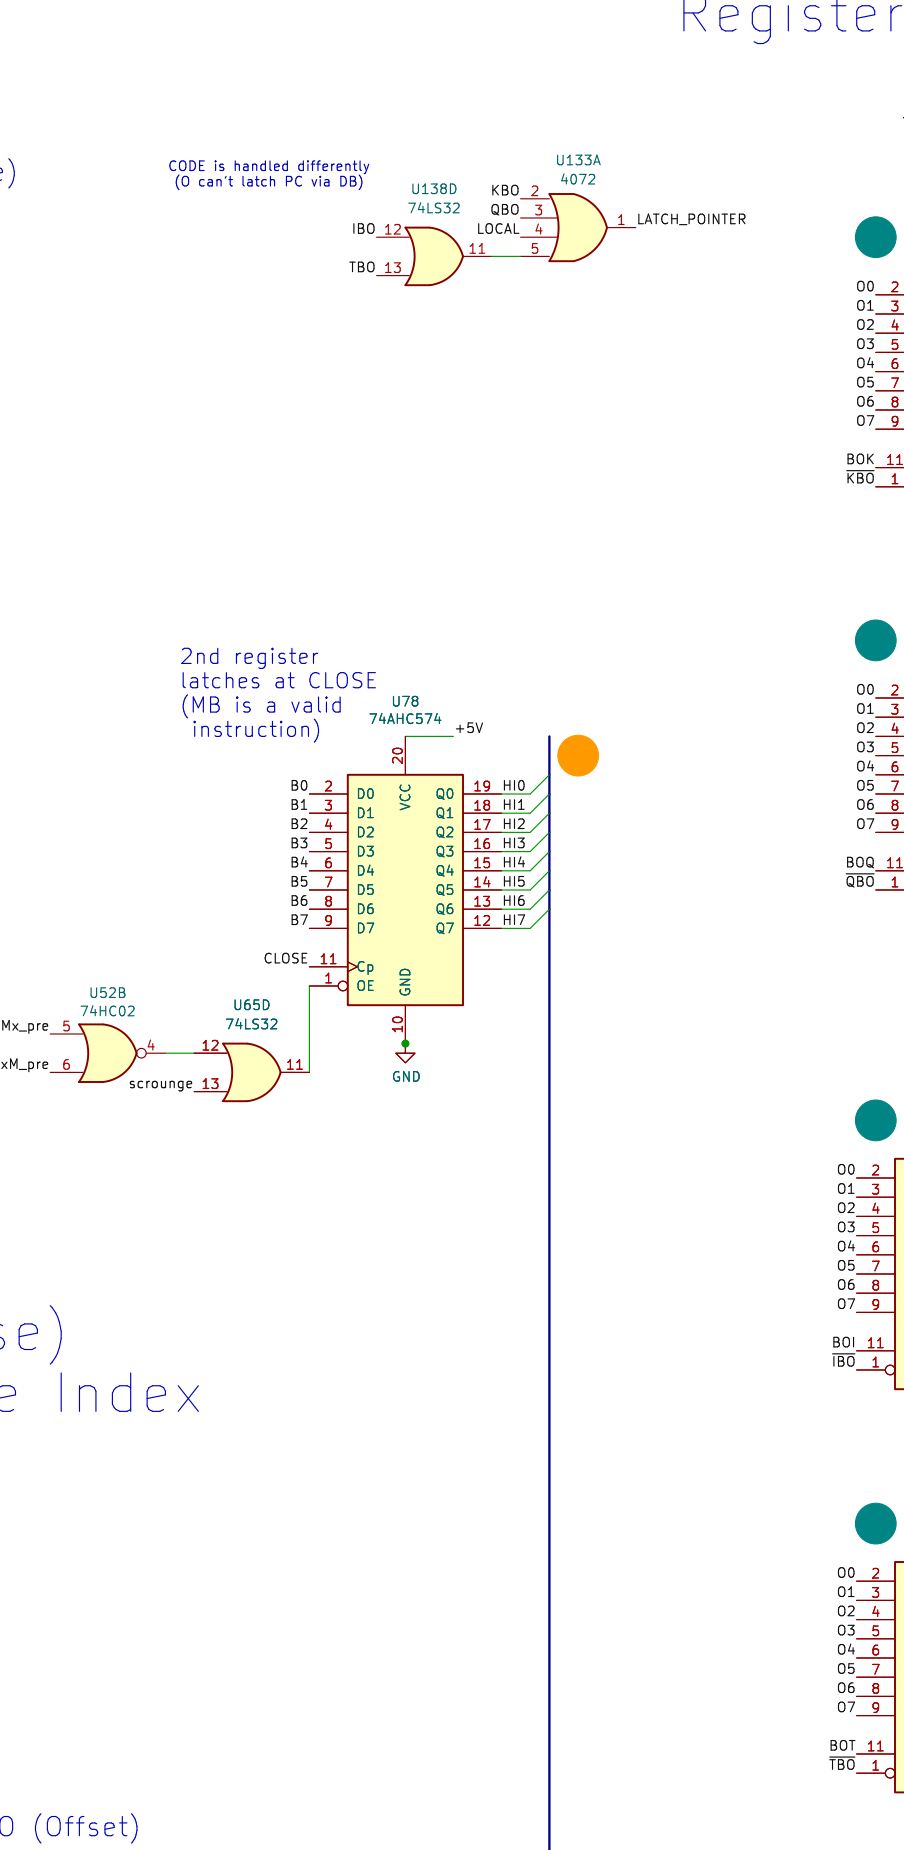 Register
e)
CODE is handled differently
(O can't latch PC via DB)
U138D
74LS32
IBO 12
TBO 13
11
U133A
4072
KBO 2
QBO 3
LOCAL 4
5
1 LATCH_POINTER
O0 2
O1 3
O2 4
O3 5
O4 6
O5 7
O6 8
O7 9
BOK 11
KBO 1
2nd register
latches at CLOSE
(MB is a valid
instruction)
U78
74AHC574
+5V
20
VCC
B0 2 D0 Q0 19 HI0
B1 3 D1 Q1 18 HI1
B2 4 D2 Q2 17 HI2
B3 5 D3 Q3 16 HI3
B4 6 D4 Q4 15 HI4
B5 7 D5 Q5 14 HI5
B6 8 D6 Q6 13 HI6
B7 9 D7 Q7 12 HI7
CLOSE 11 Cp
1 OE
GND
10
GND
O0 2
O1 3
O2 4
O3 5
O4 6
O5 7
O6 8
O7 9
BOQ 11
QBO 1
U52B
74HC02
Mx_pre 5
xM_pre 6
4
U65D
74LS32
12
scrounge 13
11
O0 2
O1 3
O2 4
O3 5
O4 6
O5 7
O6 8
O7 9
BOI 11
IBO 1
se)
e Index
O0 2
O1 3
O2 4
O3 5
O4 6
O5 7
O6 8
O7 9
BOT 11
TBO 1
O (Offset)